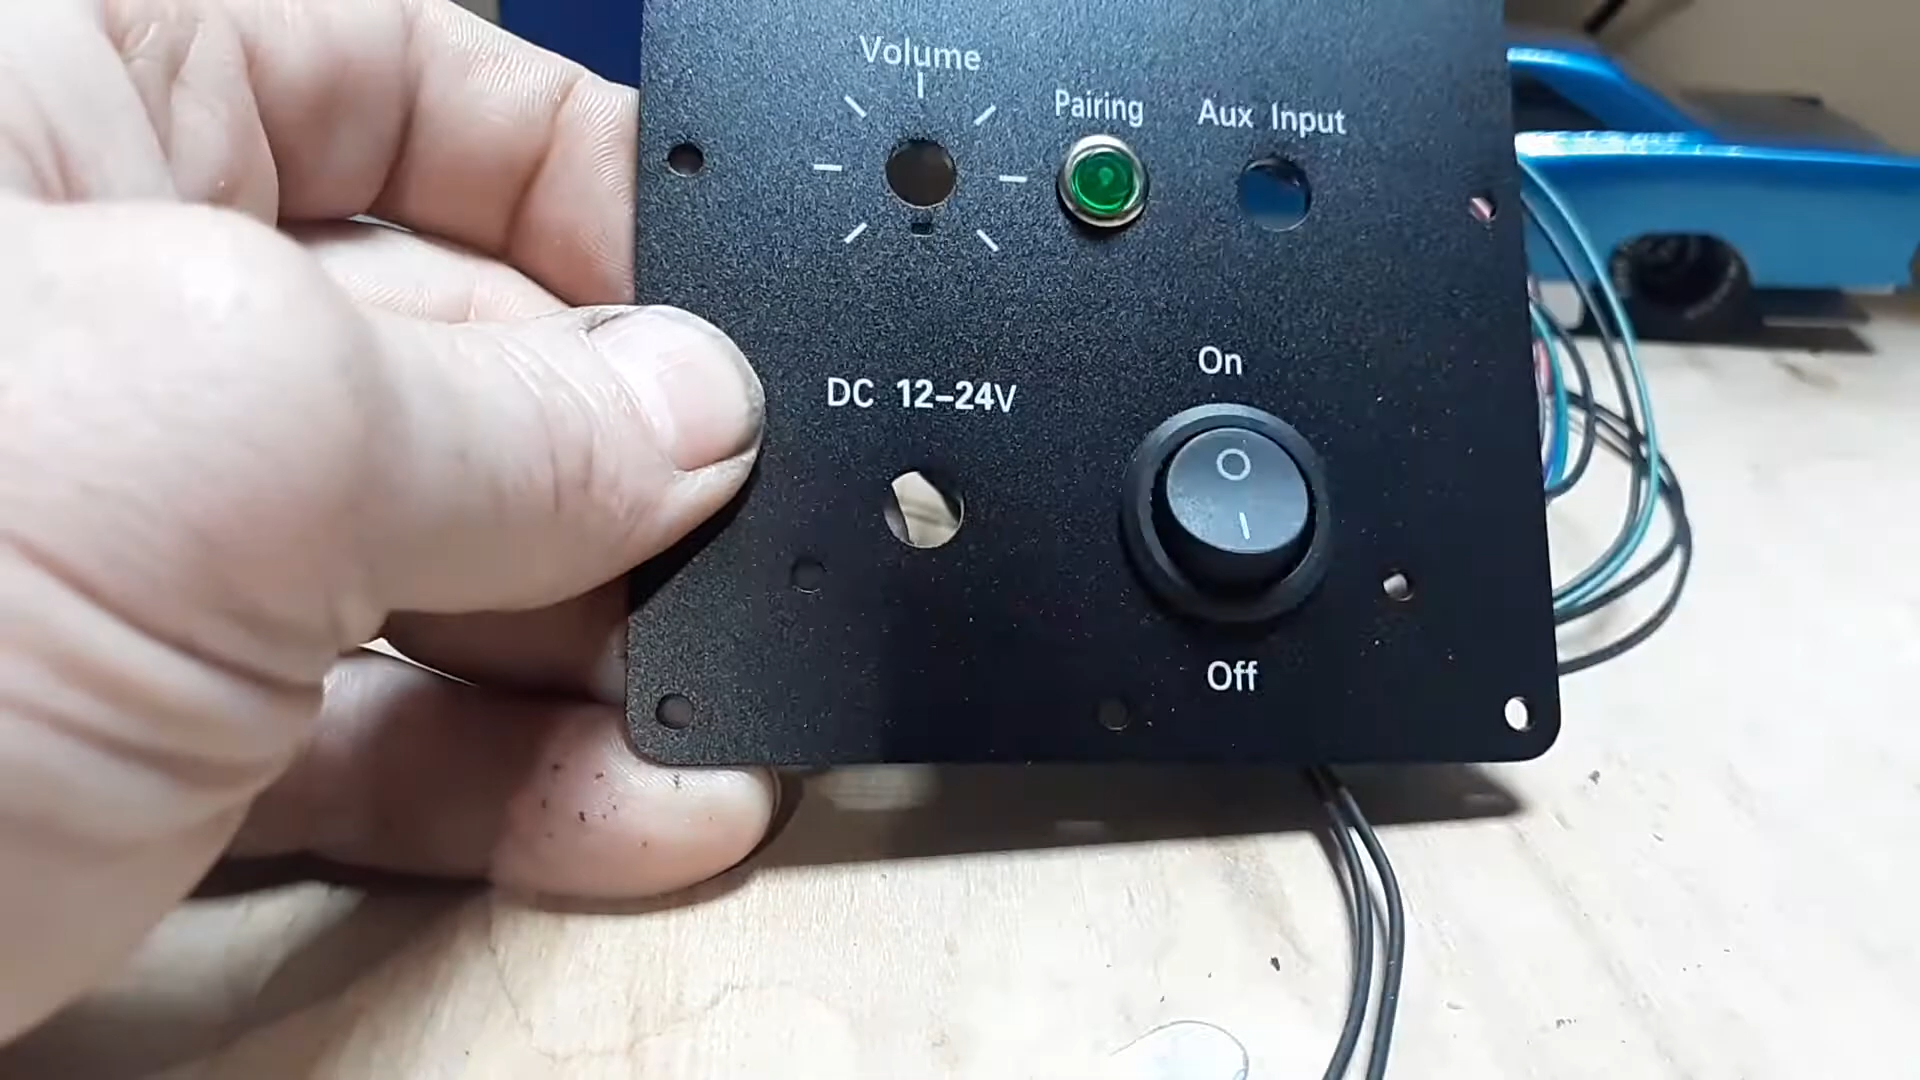 Volume
Pairing
Aux Input
On
DC 12-24V
O
I
Off